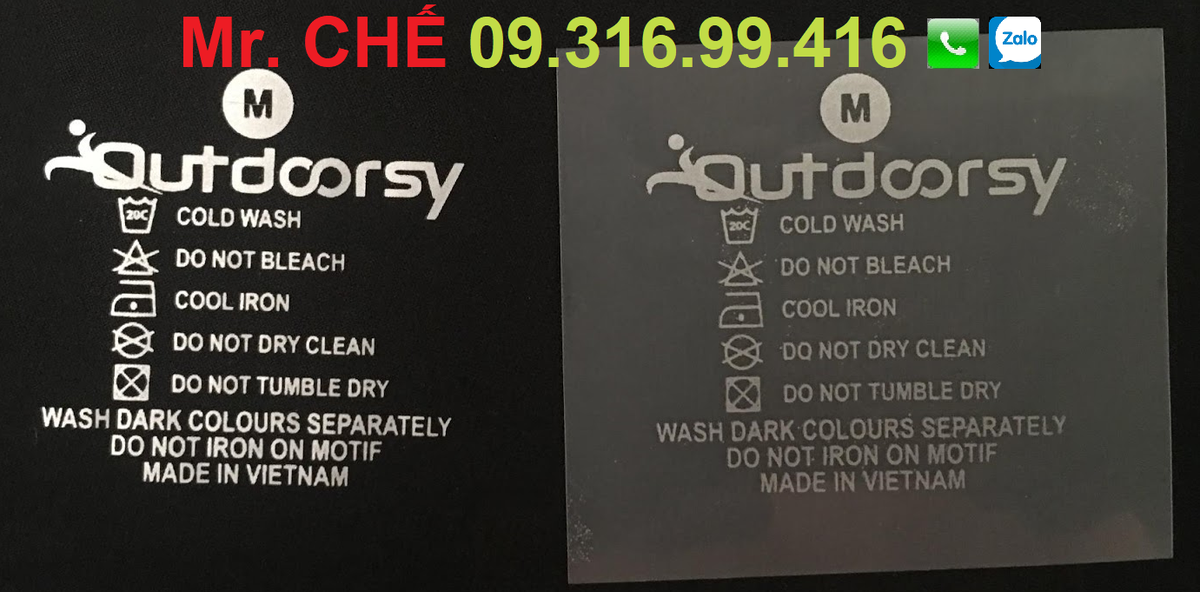 Mr. CHẾ 09.316.99.416 Zalo
M
Outdoorsy
20C COLD WASH
DO NOT BLEACH
COOL IRON
DO NOT DRY CLEAN
DO NOT TUMBLE DRY
WASH DARK COLOURS SEPARATELY
DO NOT IRON ON MOTIF
MADE IN VIETNAM
M
Outdoorsy
20C COLD WASH
DO NOT BLEACH
COOL IRON
DO NOT DRY CLEAN
DO NOT TUMBLE DRY
WASH DARK COLOURS SEPARATELY
DO NOT IRON ON MOTIF
MADE IN VIETNAM